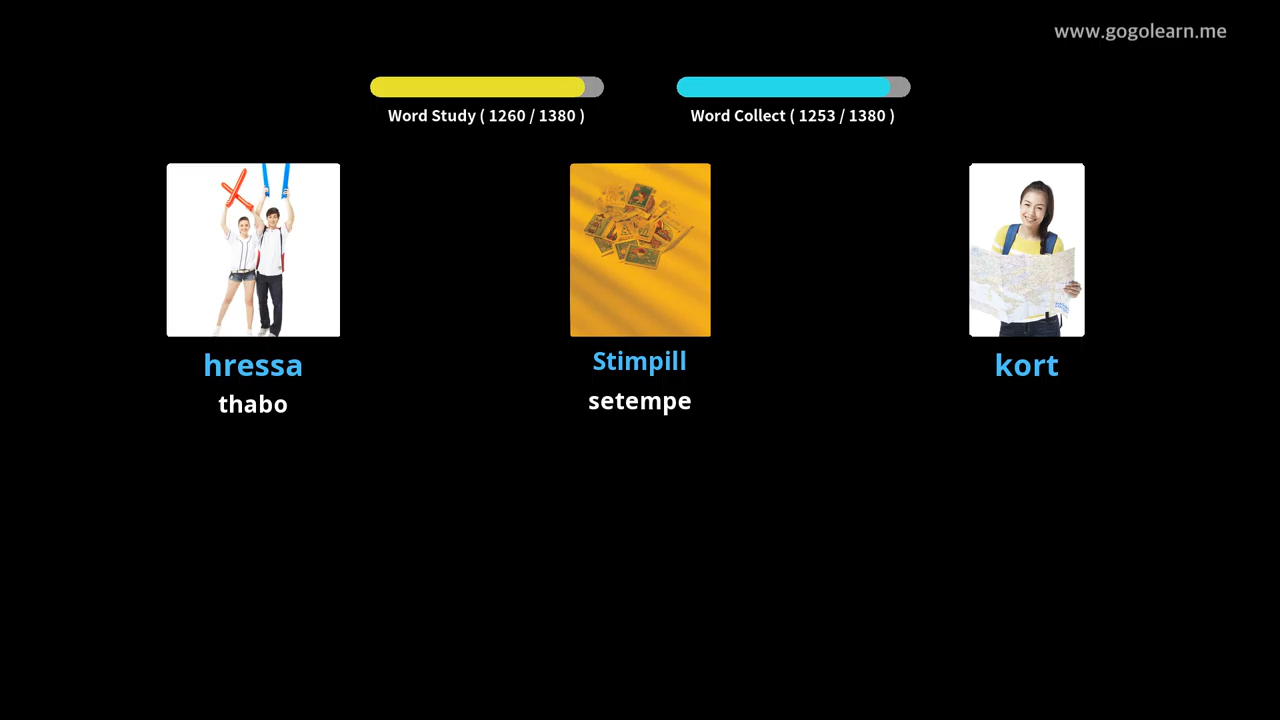 www.gogolearn.me
Word Study ( 1260 / 1380 )
Word Collect ( 1253 / 1380 )
hressa
thabo
Stimpill
setempe
kort